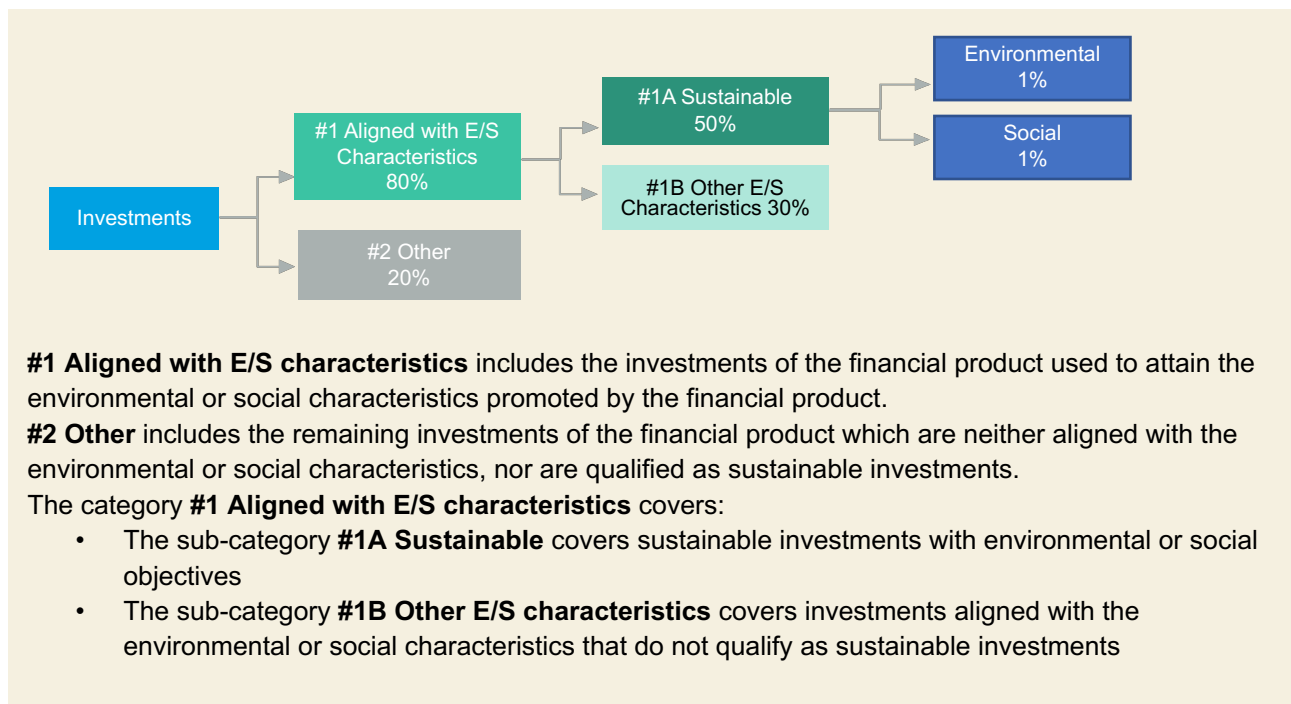 Investments
#1 Aligned with E/S
Characteristics
80%
#2 Other
20%
#1A Sustainable
50%
#1B Other E/S
Characteristics 30%
Environmental
1%
Social
1%
#1 Aligned with E/S characteristics includes the investments of the financial product used to attain the
environmental or social characteristics promoted by the financial product.
#2 Other includes the remaining investments of the financial product which are neither aligned with the
environmental or social characteristics, nor are qualified as sustainable investments.
The category #1 Aligned with E/S characteristics covers:
• The sub-category #1A Sustainable covers sustainable investments with environmental or social
objectives
• The sub-category #1B Other E/S characteristics covers investments aligned with the
environmental or social characteristics that do not qualify as sustainable investments